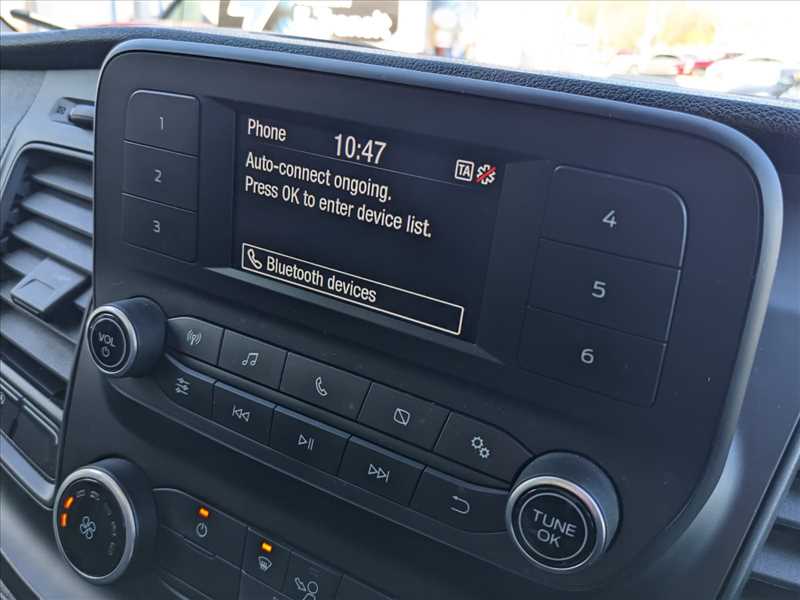 Phone 10:47 TA
Auto-connect ongoing.
Press OK to enter device list.
Bluetooth devices
1
2
3
4
5
6
VOL
TUNE
OK